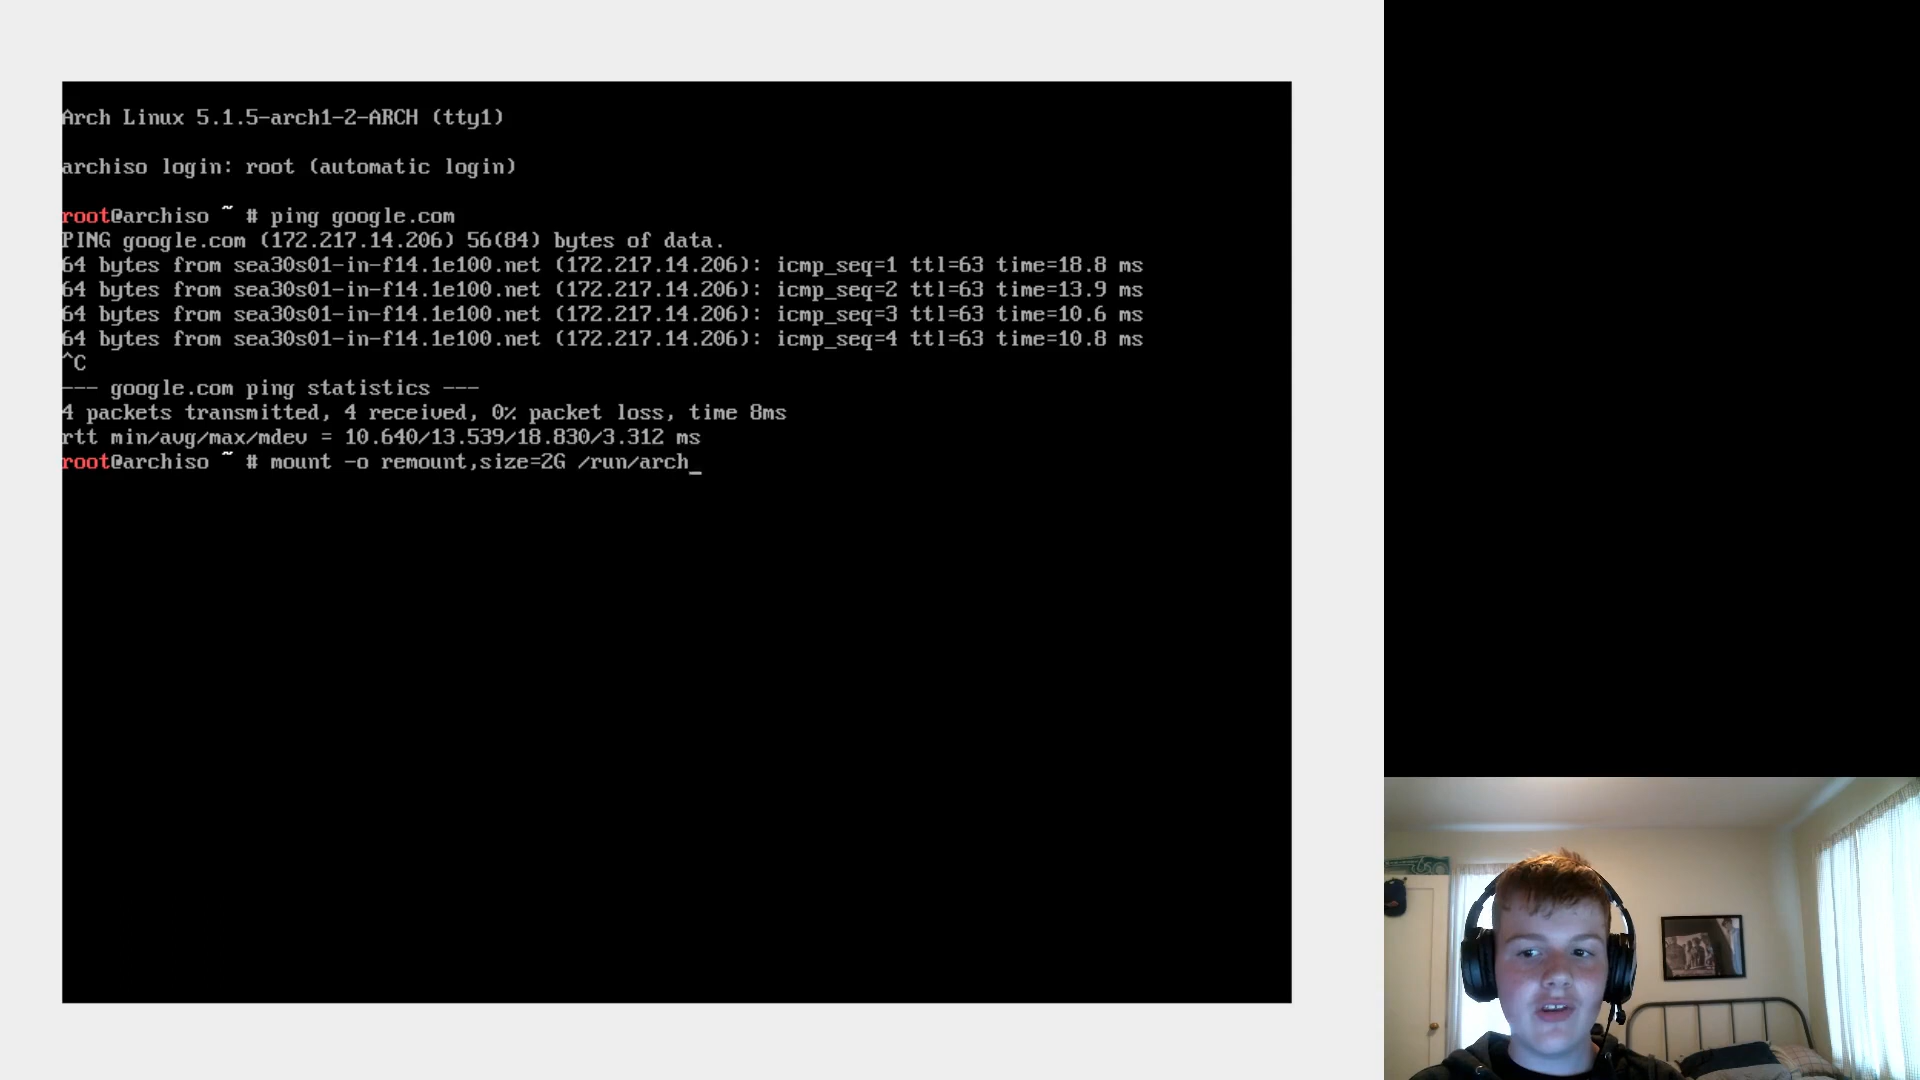 Arch Linux 5.1.5-arch1-2-ARCH (tty1)
archiso login: root (automatic login)
root@archiso ~ # ping google.com
PING google.com (172.217.14.206) 56(84) bytes of data.
64 bytes from sea30s01-in-f14.1e100.net (172.217.14.206): icmp_seq=1 ttl=63 time=18.8 ms
64 bytes from sea30s01-in-f14.1e100.net (172.217.14.206): icmp_seq=2 ttl=63 time=13.9 ms
64 bytes from sea30s01-in-f14.1e100.net (172.217.14.206): icmp_seq=3 ttl=63 time=10.6 ms
64 bytes from sea30s01-in-f14.1e100.net (172.217.14.206): icmp_seq=4 ttl=63 time=10.8 ms
^C
--- google.com ping statistics ---
4 packets transmitted, 4 received, 0% packet loss, time 8ms
rtt min/avg/max/mdev = 10.640/13.539/18.830/3.312 ms
root@archiso ~ # mount -o remount,size=2G /run/arch_